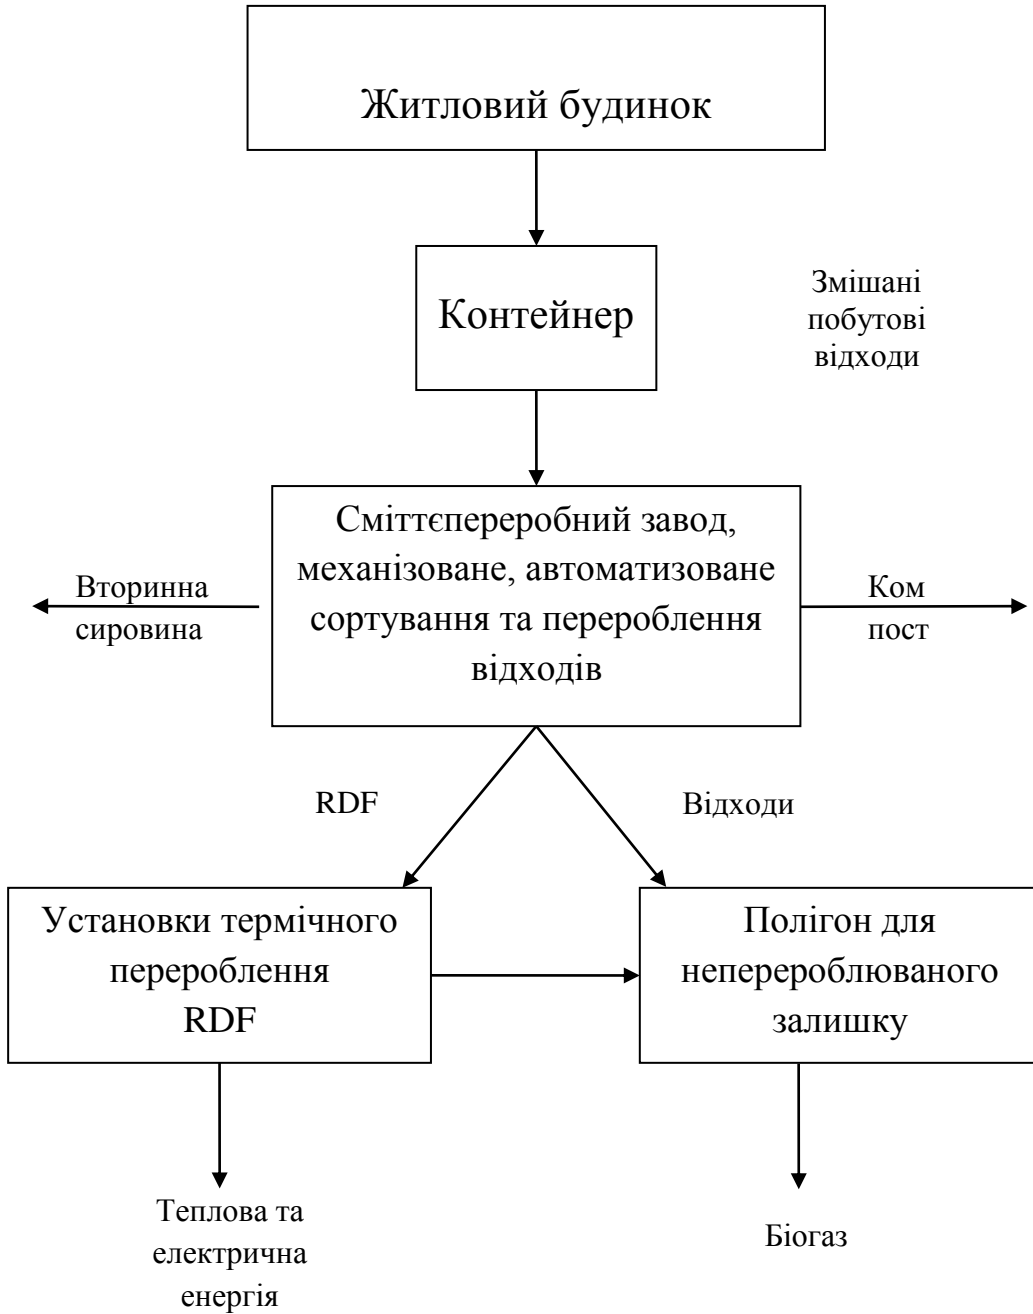 Житловий будинок
Контейнер
Змішані
побутові
відходи
Сміттєпереробний завод,
механізоване, автоматизоване
сортування та перероблення
відходів
Вторинна
сировина
Ком
пост
RDF
Відходи
Установки термічного
перероблення
RDF
Полігон для
неперероблюваного
залишку
Теплова та
електрична
енергія
Біогаз